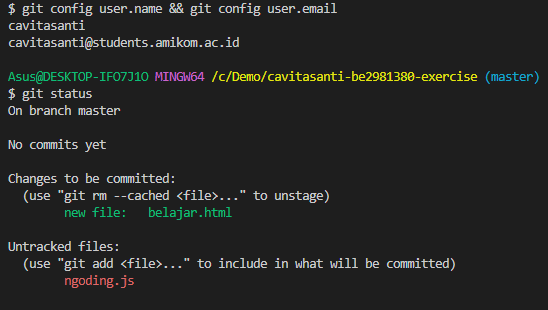 $ git config user.name && git config user.email
cavitasanti
cavitasanti@students.amikom.ac.id
Asus@DESKTOP-IFO7J1O MINGW64 /c/Demo/cavitasanti-be2981380-exercise (master)
$ git status
On branch master
No commits yet
Changes to be committed:
(use "git rm --cached <file>..." to unstage)
new file: belajar.html
Untracked files:
(use "git add <file>..." to include in what will be committed)
ngoding.js